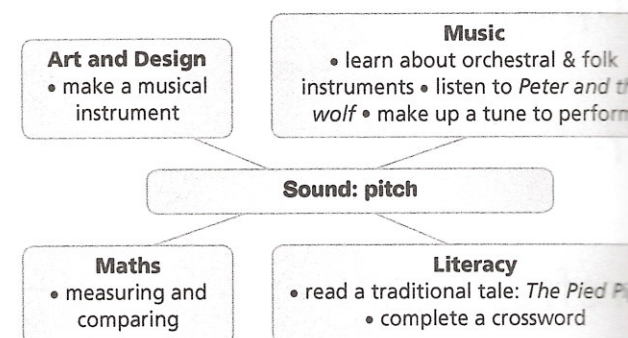 Art and Design
• make a musical
instrument
Music
• learn about orchestral & folk
instruments • listen to Peter and
wolf • make up a tune to perform
Sound: pitch
Maths
• measuring and
comparing
Literacy
• read a traditional tale: The Pied
• complete a crossword